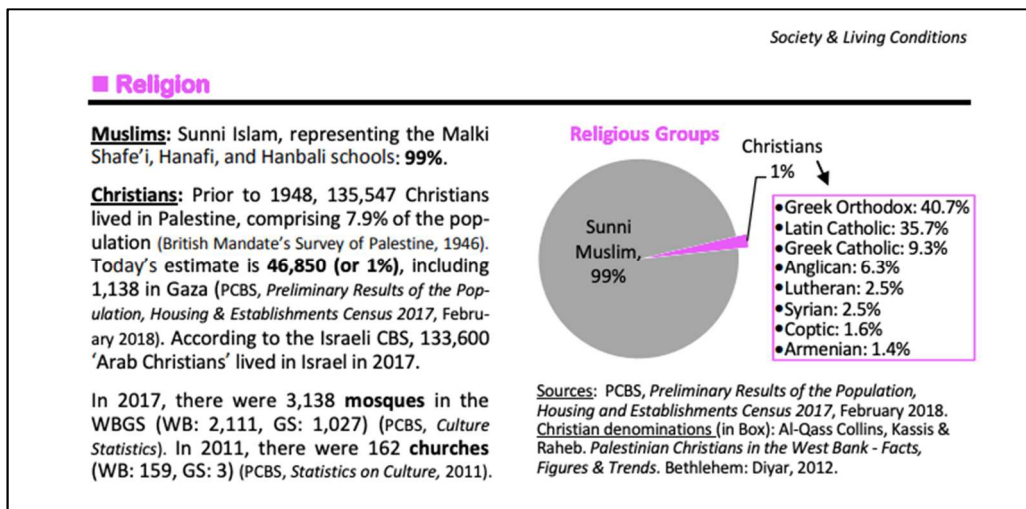 Society & Living Conditions
■ Religion
Muslims: Sunni Islam, representing the Malki
Shafe'i, Hanafi, and Hanbali schools: 99%.
Christians: Prior to 1948, 135,547 Christians
lived in Palestine, comprising 7.9% of the pop-
ulation (British Mandate's Survey of Palestine, 1946).
Today's estimate is 46,850 (or 1%), including
1,138 in Gaza (PCBS, Preliminary Results of the Pop-
ulation, Housing & Establishments Census 2017, Febru-
ary 2018). According to the Israeli CBS, 133,600
'Arab Christians' lived in Israel in 2017.
In 2017, there were 3,138 mosques in the
WBGS (WB: 2,111, GS: 1,027) (PCBS, Culture
Statistics). In 2011, there were 162 churches
(WB: 159, GS: 3) (PCBS, Statistics on Culture, 2011).
Religious Groups
Christians
1%
Sunni
Muslim,
99%
•Greek Orthodox: 40.7%
•Latin Catholic: 35.7%
•Greek Catholic: 9.3%
•Anglican: 6.3%
•Lutheran: 2.5%
•Syrian: 2.5%
•Coptic: 1.6%
•Armenian: 1.4%
Sources: PCBS, Preliminary Results of the Population,
Housing and Establishments Census 2017, February 2018.
Christian denominations (in Box): Al-Qass Collins, Kassis &
Raheb. Palestinian Christians in the West Bank - Facts,
Figures & Trends. Bethlehem: Diyar, 2012.